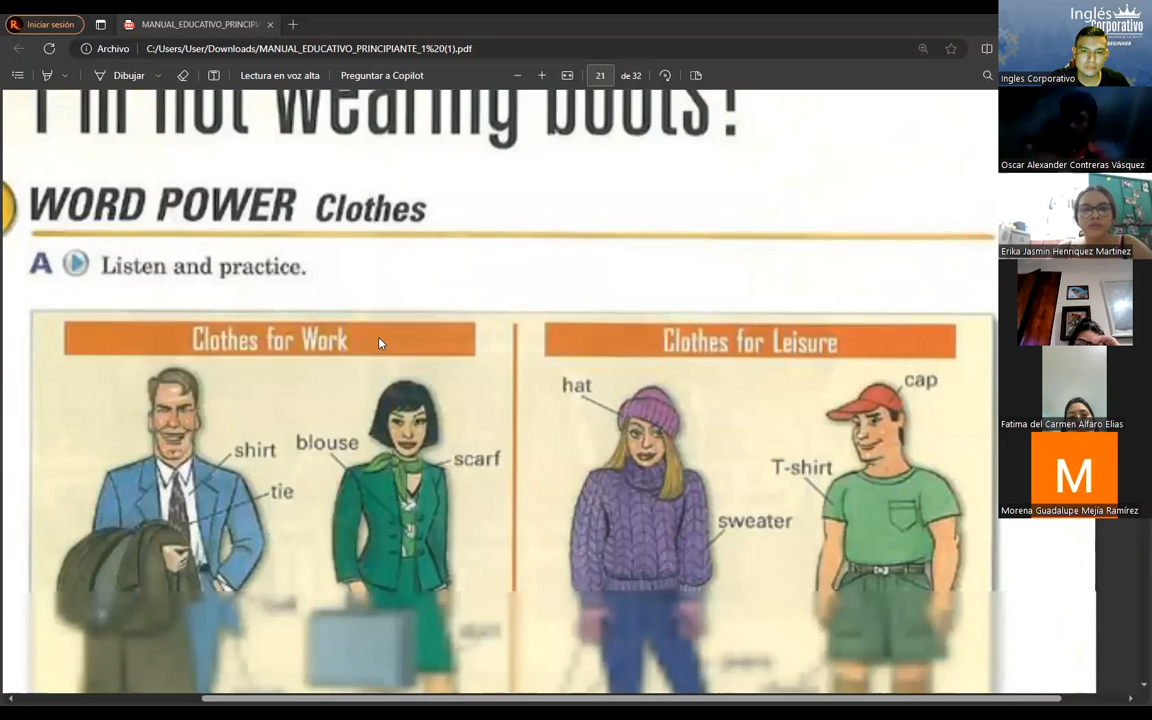 Iniciar sesión
MANUAL_EDUCATIVO_PRINCIPI
Archivo
C:/Users/User/Downloads/MANUAL_EDUCATIVO_PRINCIPIANTE_1%20(1).pdf
Dibujar
Lectura en voz alta
Preguntar a Copilot
21
de 32
I'm not wearing boots!
WORD POWER Clothes
A Listen and practice.
Clothes for Work
Clothes for Leisure
hat
cap
shirt
blouse
scarf
T-shirt
tie
sweater
Inglés
Corporativo
BEGINNER
Ingles Corporativo
Oscar Alexander Contreras Vásquez
Erika Jasmin Henriquez Martinez
Fatima del Carmen Alfaro Elias
M
Morena Guadalupe Mejía Ramírez